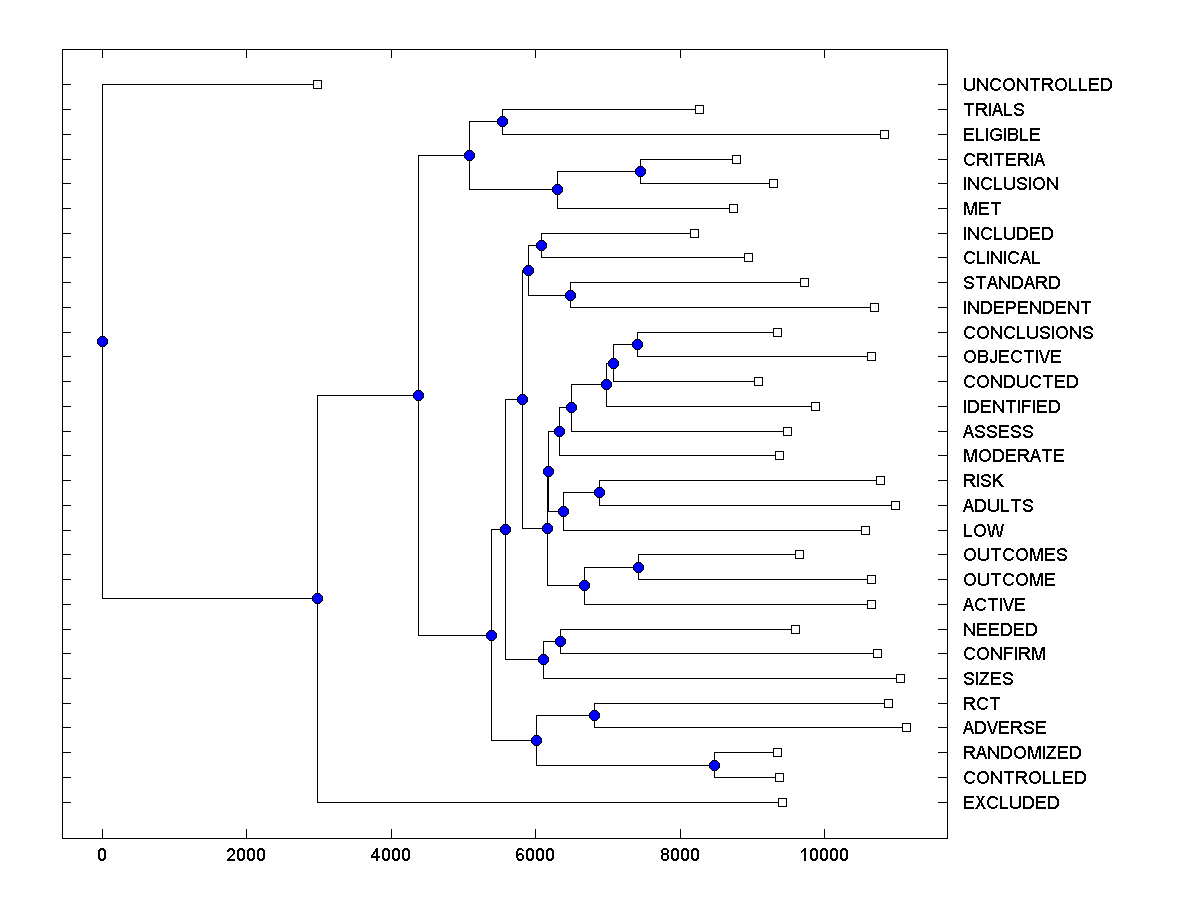 UNCONTROLLED
TRIALS
ELIGIBLE
CRITERIA
INCLUSION
MET
INCLUDED
CLINICAL
STANDARD
INDEPENDENT
CONCLUSIONS
OBJECTIVE
CONDUCTED
IDENTIFIED
ASSESS
MODERATE
RISK
ADULTS
LOW
OUTCOMES
OUTCOME
ACTIVE
NEEDED
CONFIRM
SIZES
RCT
ADVERSE
RANDOMIZED
CONTROLLED
EXCLUDED
0 2000 4000 6000 8000 10000